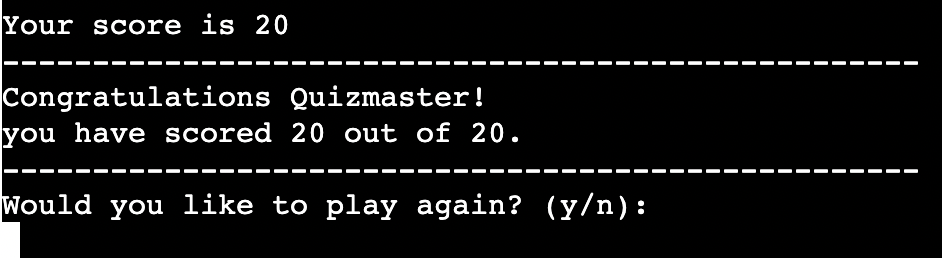 Your score is 20
---------------------------------------------------
Congratulations Quizmaster!
you have scored 20 out of 20.
---------------------------------------------------
Would you like to play again? (y/n):